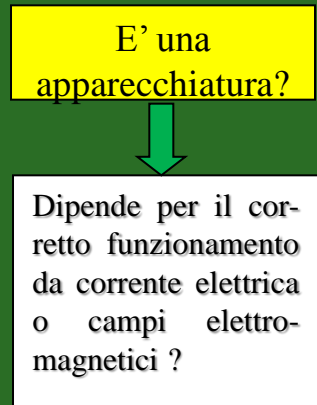 E’ una
apparecchiatura?
Dipende per il cor-
retto funzionamento
da corrente elettrica
o campi elettro-
magnetici ?